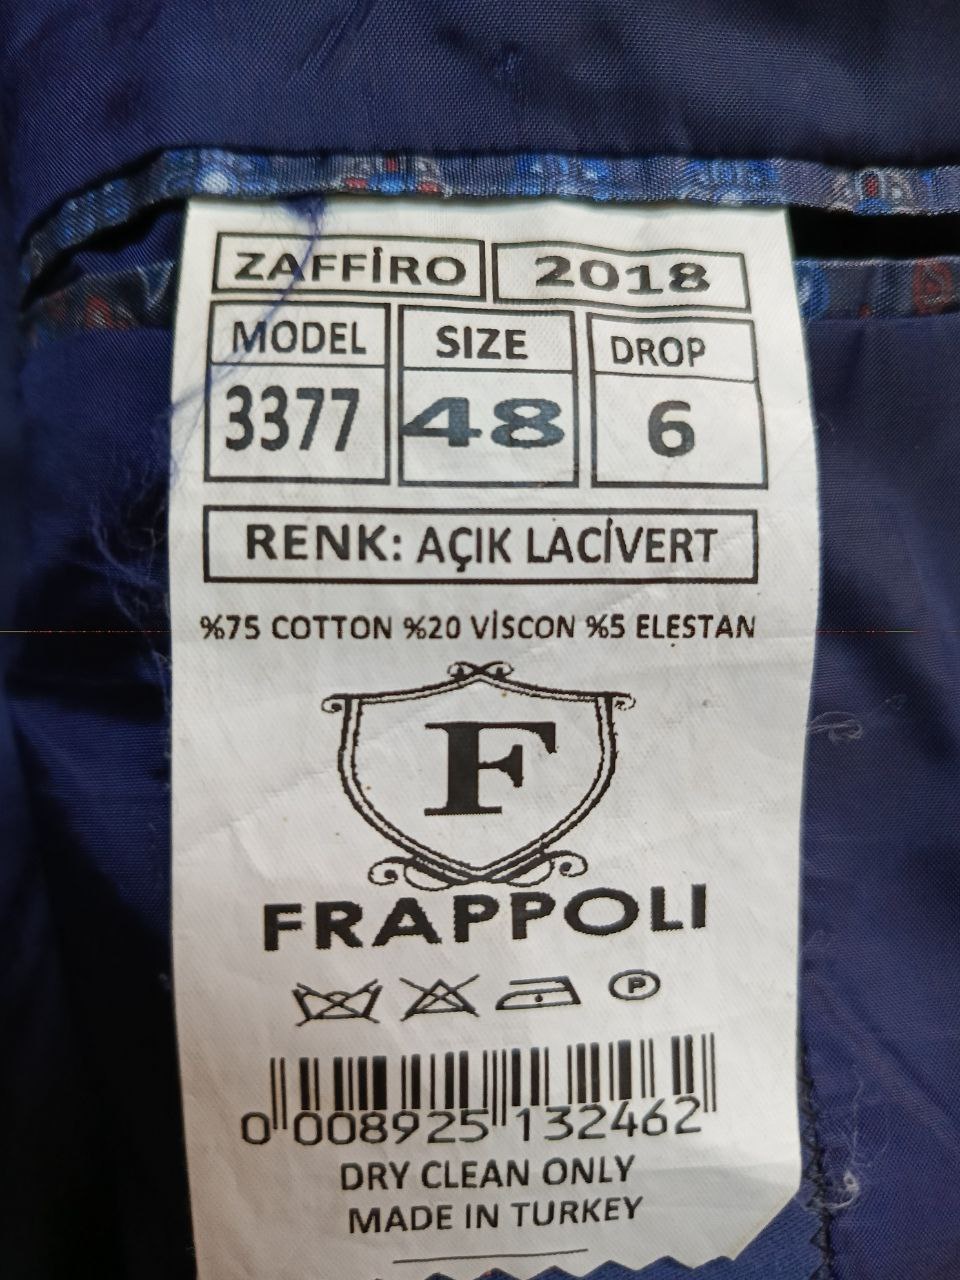 ZAFFİRO 2018
MODEL SIZE DROP
3377 48 6
RENK: AÇIK LACİVERT
%75 COTTON %20 VİSCON %5 ELESTAN
F
FRAPPOLI
P
0 008925 132462
DRY CLEAN ONLY
MADE IN TURKEY